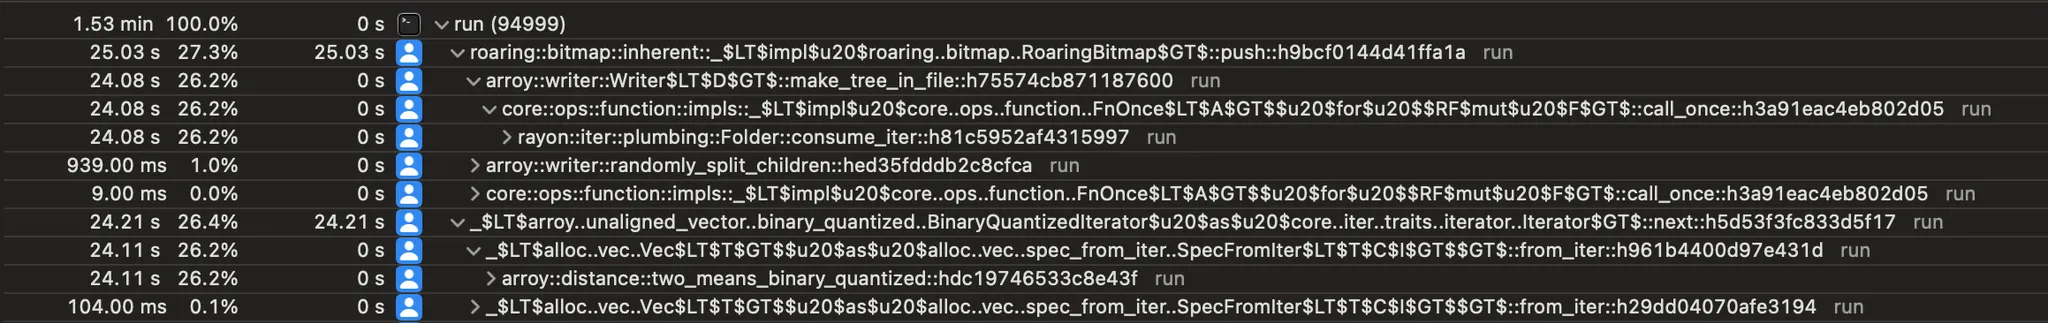 1.53 min 100.0% 0 s run (94999)
25.03 s 27.3% 25.03 s roaring::bitmap::inherent::_$LT$impl$u20$roaring..bitmap..RoaringBitmap$GT$::push::h9bcf0144d41ffa1a run
24.08 s 26.2% 0 s arroy::writer::Writer$LT$D$GT$::make_tree_in_file::h75574cb871187600 run
24.08 s 26.2% 0 s core::ops::function::impls::_$LT$impl$u20$core..ops..function..FnOnce$LT$A$GT$$u20$for$u20$$RF$mut$u20$F$GT$::call_once::h3a91eac4eb802d05 run
24.08 s 26.2% 0 s rayon::iter::plumbing::Folder::consume_iter::h81c5952af4315997 run
939.00 ms 1.0% 0 s arroy::writer::randomly_split_children::hed35fdddb2c8cfca run
9.00 ms 0.0% 0 s core::ops::function::impls::_$LT$impl$u20$core..ops..function..FnOnce$LT$A$GT$$u20$for$u20$$RF$mut$u20$F$GT$::call_once::h3a91eac4eb802d05 run
24.21 s 26.4% 24.21 s _$LT$arroy..unaligned_vector..binary_quantized..BinaryQuantizedIterator$u20$as$u20$core..iter..traits..iterator..Iterator$GT$::next::h5d53f3fc833d5f17 run
24.11 s 26.2% 0 s _$LT$alloc..vec..Vec$LT$T$GT$$u20$as$u20$alloc..vec..spec_from_iter..SpecFromIter$LT$T$C$I$GT$$GT$::from_iter::h961b4400d97e431d run
24.11 s 26.2% 0 s arroy::distance::two_means_binary_quantized::hdc19746533c8e43f run
104.00 ms 0.1% 0 s _$LT$alloc..vec..Vec$LT$T$GT$$u20$as$u20$alloc..vec..spec_from_iter..SpecFromIter$LT$T$C$I$GT$$GT$::from_iter::h29dd04070afe3194 run